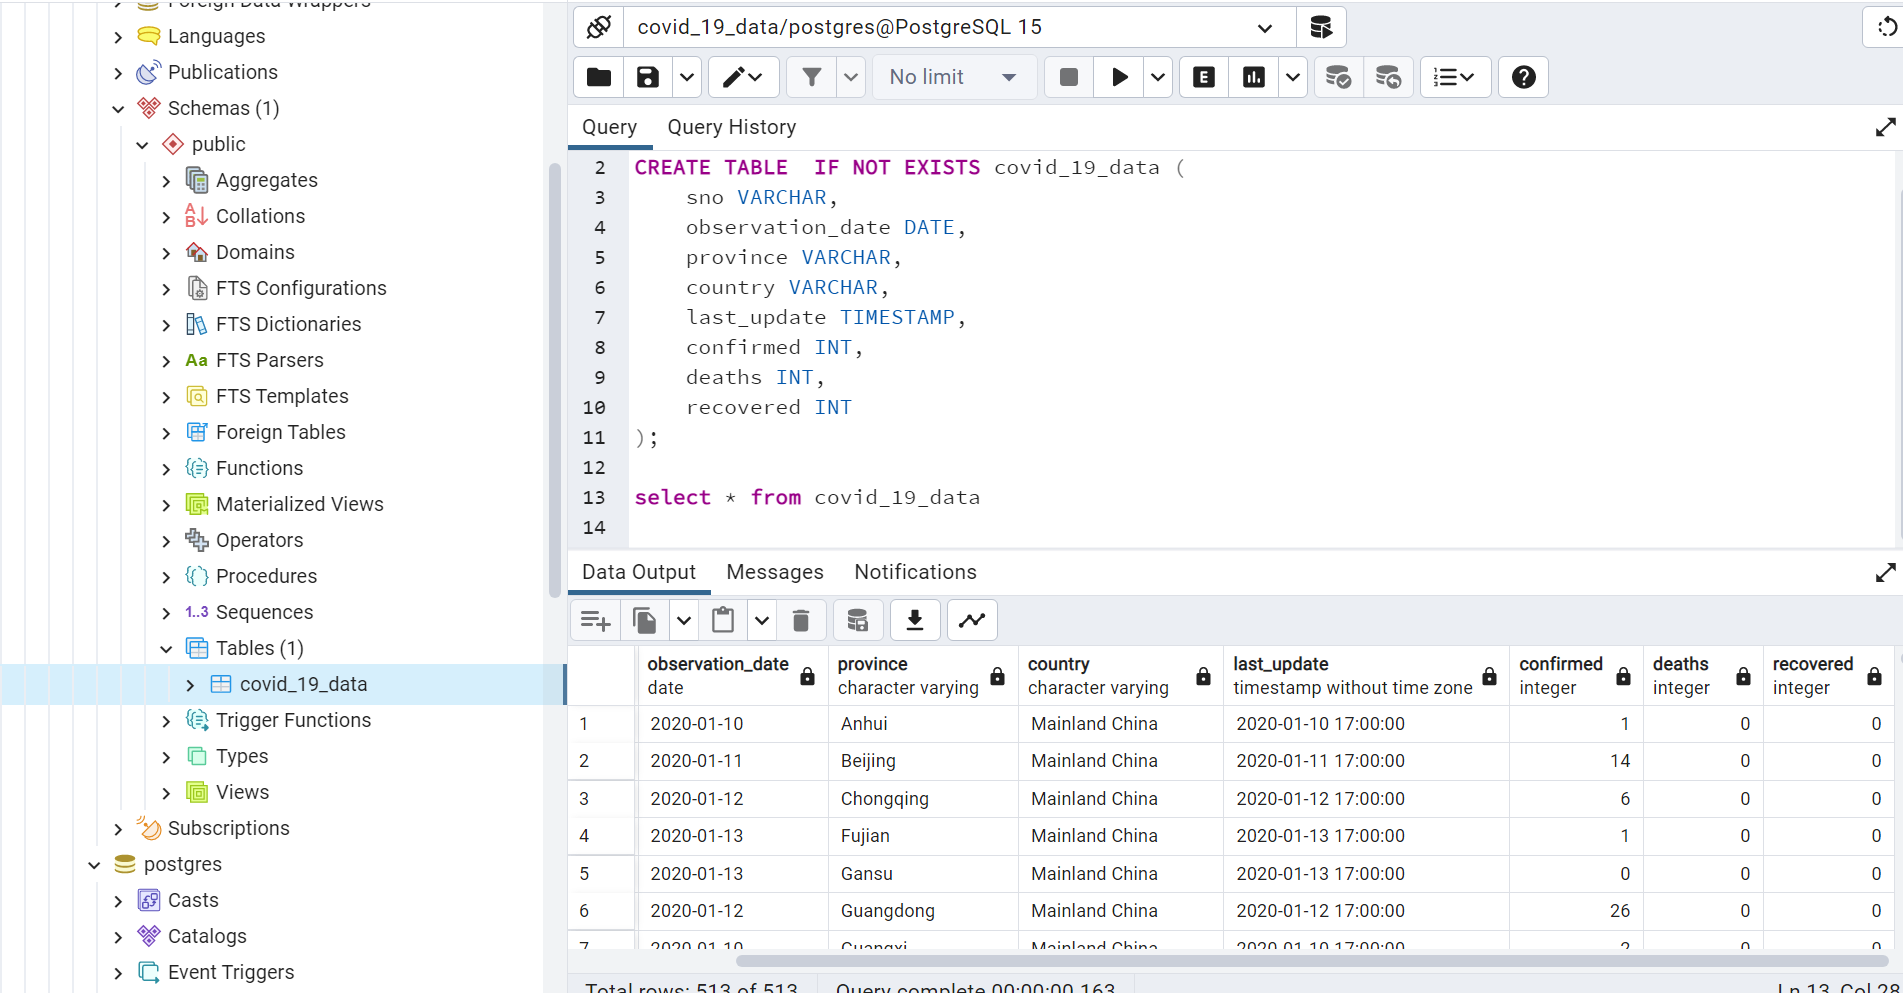 Foreign Data Wrappers
Languages
Publications
Schemas (1)
public
Aggregates
Collations
Domains
FTS Configurations
FTS Dictionaries
Aa FTS Parsers
FTS Templates
Foreign Tables
Functions
Materialized Views
Operators
Procedures
1..3 Sequences
Tables (1)
covid_19_data
Trigger Functions
Types
Views
Subscriptions
postgres
Casts
Catalogs
Event Triggers
covid_19_data/postgres@PostgreSQL 15
No limit
E
Query Query History
2 CREATE TABLE  IF NOT EXISTS covid_19_data (
3 sno VARCHAR,
4 observation_date DATE,
5 province VARCHAR,
6 country VARCHAR,
7 last_update TIMESTAMP,
8 confirmed INT,
9 deaths INT,
10 recovered INT
11 );
12
13 select * from covid_19_data
14
Data Output Messages Notifications
observation_date province country last_update confirmed deaths recovered
date character varying character varying timestamp without time zone integer integer integer
1 2020-01-10 Anhui Mainland China 2020-01-10 17:00:00 1 0 0
2 2020-01-11 Beijing Mainland China 2020-01-11 17:00:00 14 0 0
3 2020-01-12 Chongqing Mainland China 2020-01-12 17:00:00 6 0 0
4 2020-01-13 Fujian Mainland China 2020-01-13 17:00:00 1 0 0
5 2020-01-13 Gansu Mainland China 2020-01-13 17:00:00 0 0 0
6 2020-01-12 Guangdong Mainland China 2020-01-12 17:00:00 26 0 0
7 2020-01-10 Guangxi Mainland China 2020-01-10 17:00:00 2 0 0
Total rows: 513 of 513 Query complete 00:00:00.163 Ln 13, Col 28